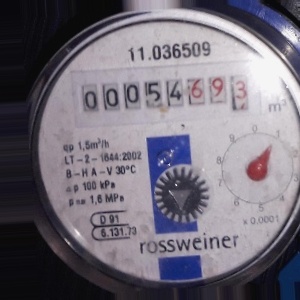 11.036509
00054693
m³
qp 1,5m³/h
LT-2-1644:2002
B-H A-V 30°C
Δp 100 kPa
p max 1,6 MPa
D 91
6.131.73
rossweiner
x 0,0001